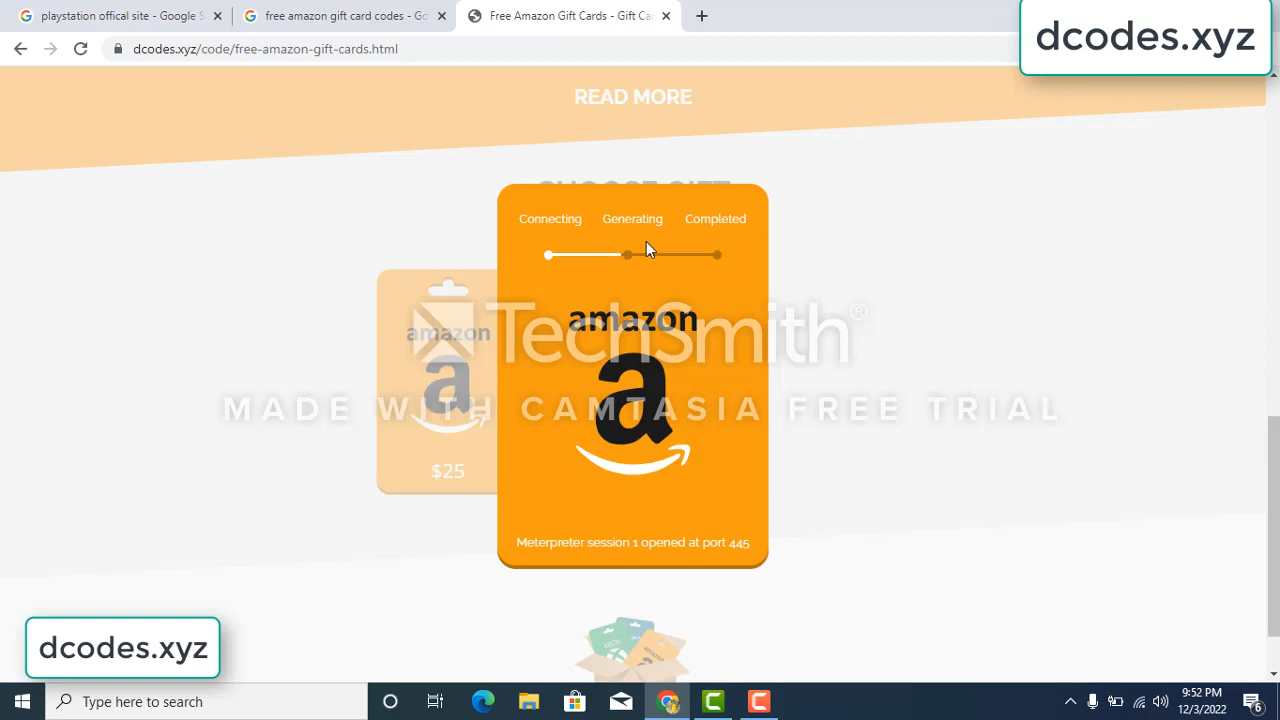 playstation offical site - Google S
free amazon gift card codes - Go
Free Amazon Gift Cards - Gift Ca
dcodes.xyz/code/free-amazon-gift-cards.html
dcodes.xyz
READ MORE
CHOOSE GIFT
Connecting Generating Completed
amazon
amazon
a
a
$25
TechSmith®
MADE WITH CAMTASIA FREE TRIAL
Meterpreter session 1 opened at port 445
dcodes.xyz
Type here to search
9:52 PM
12/3/2022
6